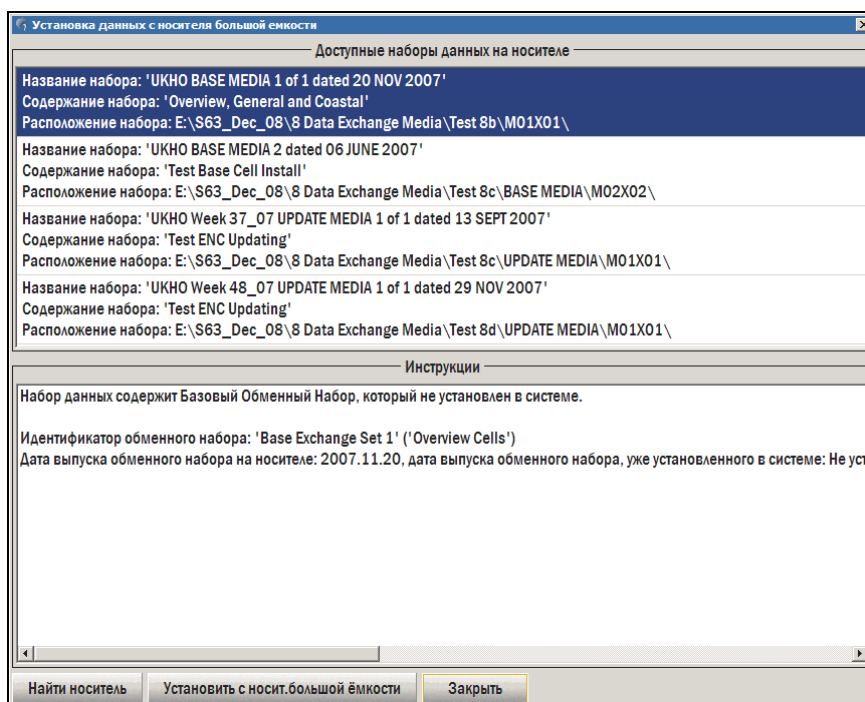 Установка данных с носителя большой емкости
Доступные наборы данных на носителе
Название набора: 'UKHO BASE MEDIA 1 of 1 dated 20 NOV 2007'
Содержание набора: 'Overview, General and Coastal'
Расположение набора: E:\S63_Dec_08\8 Data Exchange Media\Test 8b\M01X01\
Название набора: 'UKHO BASE MEDIA 2 dated 06 JUNE 2007'
Содержание набора: 'Test Base Cell Install'
Расположение набора: E:\S63_Dec_08\8 Data Exchange Media\Test 8c\BASE MEDIA\M02X02\
Название набора: 'UKHO Week 37_07 UPDATE MEDIA 1 of 1 dated 13 SEPT 2007'
Содержание набора: 'Test ENC Updating'
Расположение набора: E:\S63_Dec_08\8 Data Exchange Media\Test 8c\UPDATE MEDIA\M01X01\
Название набора: 'UKHO Week 48_07 UPDATE MEDIA 1 of 1 dated 29 NOV 2007'
Содержание набора: 'Test ENC Updating'
Расположение набора: E:\S63_Dec_08\8 Data Exchange Media\Test 8d\UPDATE MEDIA\M01X01\
Инструкции
Набор данных содержит Базовый Обменный Набор, который не установлен в системе.
Идентификатор обменного набора: 'Base Exchange Set 1' ('Overview Cells')
Дата выпуска обменного набора на носителе: 2007.11.20, дата выпуска обменного набора, уже установленного в системе: Не уст
Найти носитель
Установить с носит.большой ёмкости
Закрыть